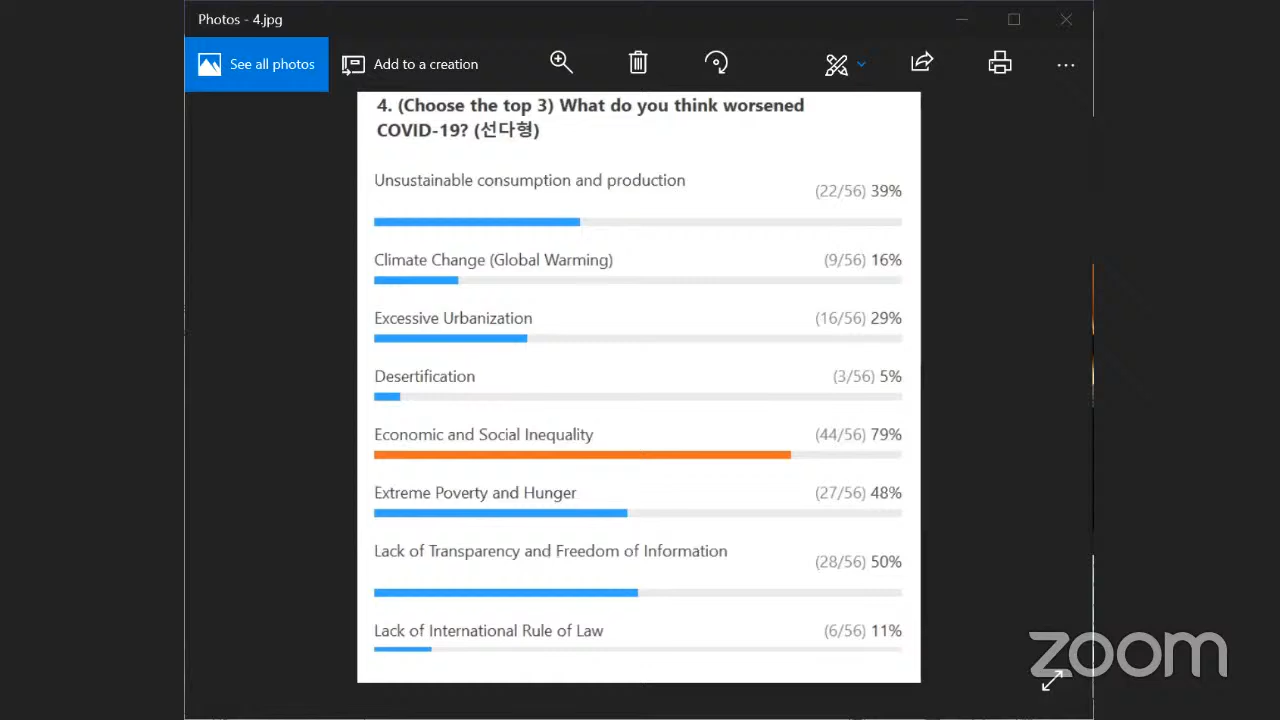 Photos - 4.jpg
See all photos
Add to a creation
4. (Choose the top 3) What do you think worsened
COVID-19? (선다형)
Unsustainable consumption and production
(22/56) 39%
Climate Change (Global Warming) (9/56) 16%
Excessive Urbanization (16/56) 29%
Desertification (3/56) 5%
Economic and Social Inequality (44/56) 79%
Extreme Poverty and Hunger (27/56) 48%
Lack of Transparency and Freedom of Information
(28/56) 50%
Lack of International Rule of Law (6/56) 11%
zoom